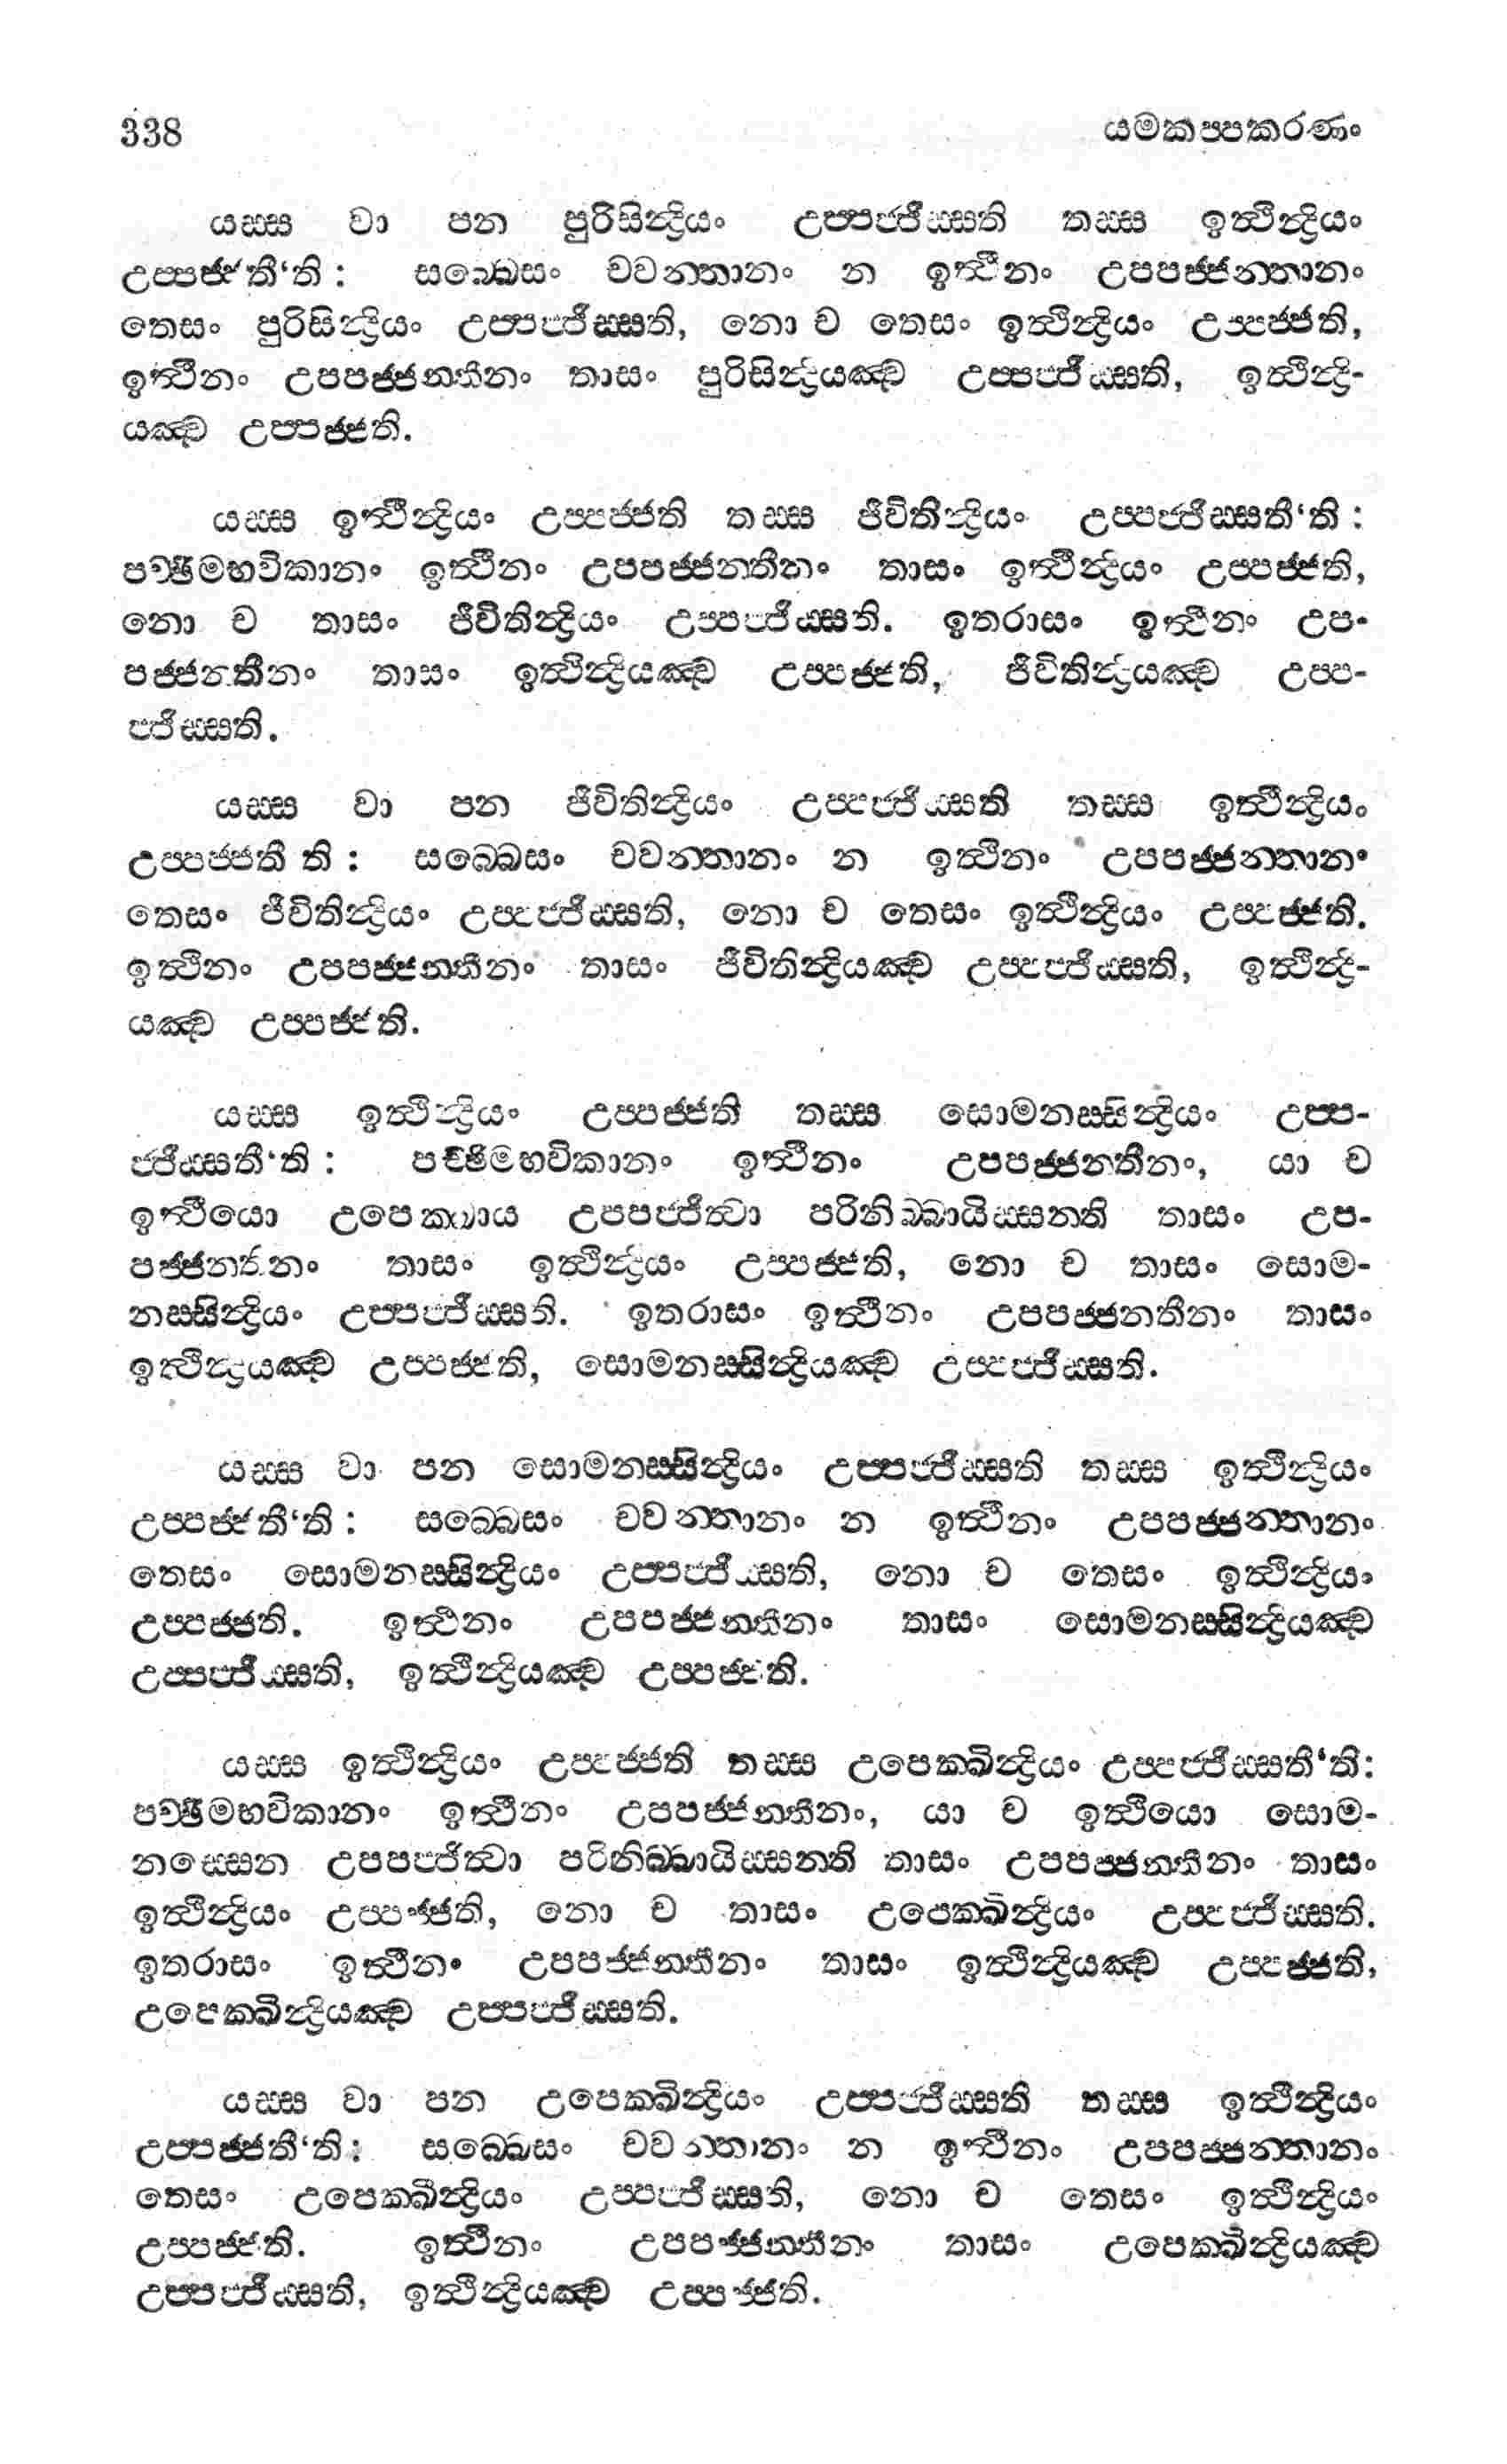 338 යමකප්පකරණං
යස්ස වා පන පුරිසින්ද්‍රියං උප්පජ්ජිස්සති තස්ස ඉත්ථින්ද්‍රියං
උප්පජ්ජතී‘ති : සබ්බෙසං චවන්තානං න ඉත්ථීනං උපපජ්ජන්තානං
තෙසං පුරිසින්ද්‍රියං උප්පජ්ජිස්සති, නො ච තෙසං ඉත්ථින්ද්‍රියං උප්පජ්ජති,
ඉත්ථීනං උපපජ්ජන්තීනං තාසං පුරිසින්ද්‍රියඤ්ච උප්පජ්ජිස්සති, ඉත්ථින්ද්‍රි-
යඤ්ච උප්පජ්ජති.
යස්ස ඉත්ථින්ද්‍රියං උප්පජ්ජති තස්ස ජීවිතින්ද්‍රියං උප්පජ්ජිස්සතී‘ති :
පච්ඡිමභවිකානං ඉත්ථීනං උපපජ්ජන්තීනං තාසං ඉත්ථින්ද්‍රියං උප්පජ්ජති,
නො ච තාසං ජීවිතින්ද්‍රියං උප්පජ්ජිස්සති. ඉතරාසං ඉත්ථීනං උප-
පජ්ජන්තීනං තාසං ඉත්ථින්ද්‍රියඤ්ච උප්පජ්ජති, ජීවිතින්ද්‍රියඤ්ච උප්ප-
ජ්ජිස්සති.
යස්ස වා පන ජීවිතින්ද්‍රියං උප්පජ්ජිස්සති තස්ස ඉත්ථින්ද්‍රියං
උප්පජ්ජතී ති : සබ්බෙසං චවන්තානං න ඉත්ථිනං උපපජ්ජන්තානං
තෙසං ජීවිතින්ද්‍රියං උප්පජ්ජිස්සති, නො ච තෙසං ඉත්ථින්ද්‍රියං උප්පජ්ජති.
ඉත්ථිනං උපපජ්ජන්තීනං තාසං ජීවිතින්ද්‍රියඤ්ච උප්පජ්ජිස්සති, ඉත්ථින්ද්‍රි-
යඤ්ච උප්පජ්ජති.
යස්ස ඉත්ථින්ද්‍රියං උප්පජ්ජති තස්ස සොමනස්සින්ද්‍රියං උප්ප-
ජ්ජිස්සතී‘ති : පච්ඡිමභවිකානං ඉත්ථීනං උපපජ්ජන්තීනං, යා ච
ඉත්ථියො උපෙක්ඛාය උපපජ්ජිත්වා පරිනිබ්බායිස්සන්ති තාසං උප-
පජ්ජන්තීනං තාසං ඉත්ථින්ද්‍රියං උප්පජ්ජති, නො ච තාසං සොම-
නස්සින්ද්‍රියං උප්පජ්ජිස්සති. ඉතරාසං ඉත්ථීනං උපපජ්ජන්තීනං තාසං
ඉත්ථින්ද්‍රියඤ්ච උප්පජ්ජති, සොමනස්සින්ද්‍රියඤ්ච උප්පජ්ජිස්සති.
යස්ස වා පන සොමනස්සින්ද්‍රියං උප්පජ්ජිස්සති තස්ස ඉත්ථින්ද්‍රියං
උප්පජ්ජතී‘ති : සබ්බෙසං චවන්තානං න ඉත්ථීනං උපපජ්ජන්තානං
තෙසං සොමනස්සින්ද්‍රියං උප්පජ්ජිස්සති, නො ච තෙසං ඉත්ථින්ද්‍රියං
උප්පජ්ජති. ඉත්ථීනං උපපජ්ජන්තීනං තාසං සොමනස්සින්ද්‍රියඤ්ච
උප්පජ්ජිස්සති, ඉත්ථින්ද්‍රියඤ්ච උප්පජ්ජති.
යස්ස ඉත්ථින්ද්‍රියං උප්පජ්ජති තස්ස උපෙක්ඛින්ද්‍රියං උප්පජ්ජිස්සතී‘ති:
පච්ඡිමභවිකානං ඉත්ථීනං උපපජ්ජන්තීනං, යා ච ඉත්ථියො සොම-
නස්සෙන උපපජ්ජිත්වා පරිනිබ්බායිස්සන්ති තාසං උපපජ්ජන්තීනං තාසං
ඉත්ථින්ද්‍රියං උප්පජ්ජති, නො ච තාසං උපෙක්ඛින්ද්‍රියං උප්පජ්ජිස්සති.
ඉතරාසං ඉත්ථීනං උපපජ්ජන්තීනං තාසං ඉත්ථින්ද්‍රියඤ්ච උප්පජ්ජති,
උපෙක්ඛින්ද්‍රියඤ්ච උප්පජ්ජිස්සති.
යස්ස වා පන උපෙක්ඛින්ද්‍රියං උප්පජ්ජිස්සති තස්ස ඉත්ථින්ද්‍රියං
උප්පජ්ජතී‘ති: සබ්බෙසං චවන්තානං න ඉත්ථීනං උපපජ්ජන්තානං
තෙසං උපෙක්ඛින්ද්‍රියං උප්පජ්ජිස්සති, නො ච තෙසං ඉත්ථින්ද්‍රියං
උප්පජ්ජති. ඉත්ථීනං උපපජ්ජන්තීනං තාසං උපෙක්ඛින්ද්‍රියඤ්ච
උප්පජ්ජිස්සති, ඉත්ථින්ද්‍රියඤ්ච උප්පජ්ජති.